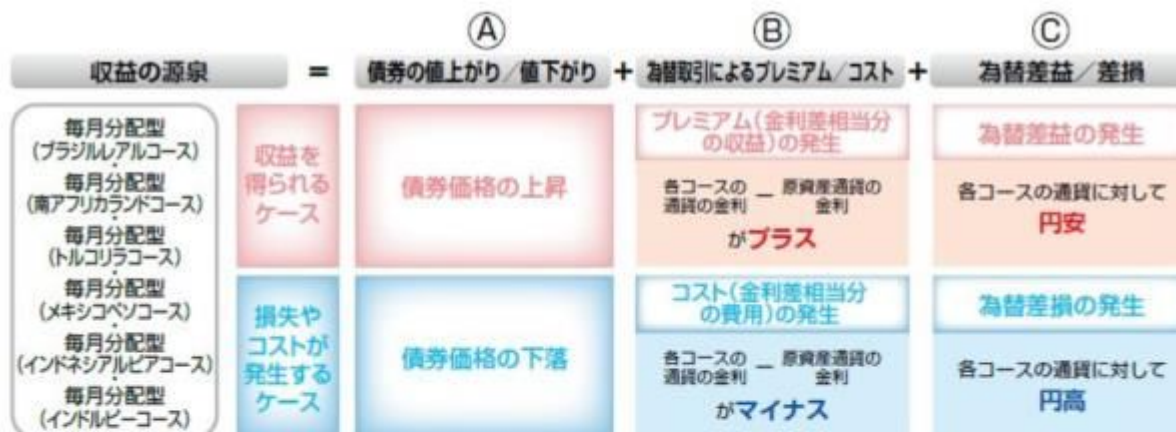 Ⓐ
Ⓑ
Ⓒ
収益の源泉 = 債券の値上がり/値下がり + 為替取引によるプレミアム/コスト + 為替差益/差損
毎月分配型
(ブラジルレアルコース)
・
毎月分配型
(南アフリカランドコース)
・
毎月分配型
(トルコリラコース)
・
毎月分配型
(メキシコペソコース)
・
毎月分配型
(インドネシアルピアコース)
・
毎月分配型
(インドルピーコース)
収益を
得られる
ケース
債券価格の上昇
プレミアム(金利差相当分
の収益)の発生
各コースの
通貨の金利
ー
原資産通貨の
金利
がプラス
為替差益の発生
各コースの通貨に対して
円安
損失や
コストが
発生する
ケース
債券価格の下落
コスト(金利差相当分
の費用)の発生
各コースの
通貨の金利
ー
原資産通貨の
金利
がマイナス
為替差損の発生
各コースの通貨に対して
円高